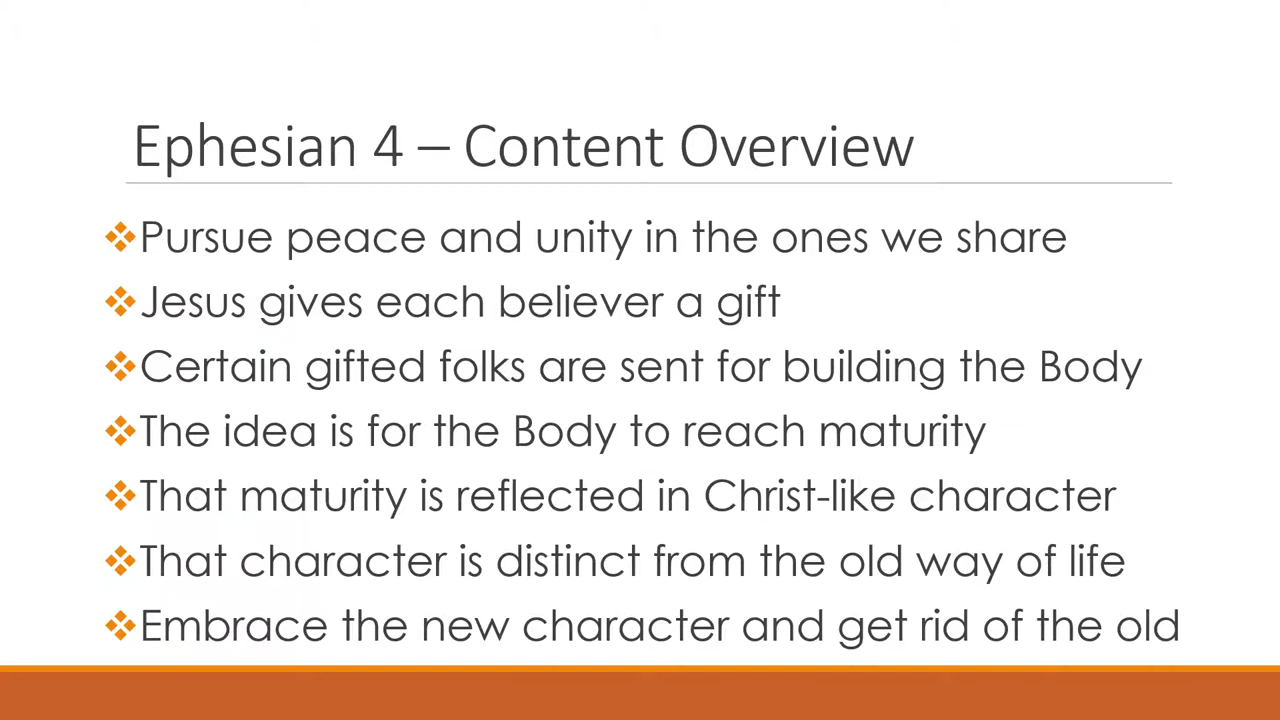 Ephesian 4 – Content Overview
❖Pursue peace and unity in the ones we share
❖Jesus gives each believer a gift
❖Certain gifted folks are sent for building the Body
❖The idea is for the Body to reach maturity
❖That maturity is reflected in Christ-like character
❖That character is distinct from the old way of life
❖Embrace the new character and get rid of the old